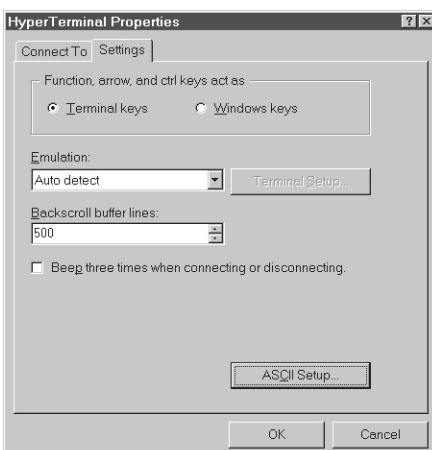 HyperTerminal Properties
Connect To Settings
Function, arrow, and ctrl keys act as
Terminal keys Windows keys
Emulation:
Auto detect Terminal Setup...
Backscroll buffer lines:
500
Beep three times when connecting or disconnecting.
ASCII Setup...
OK Cancel